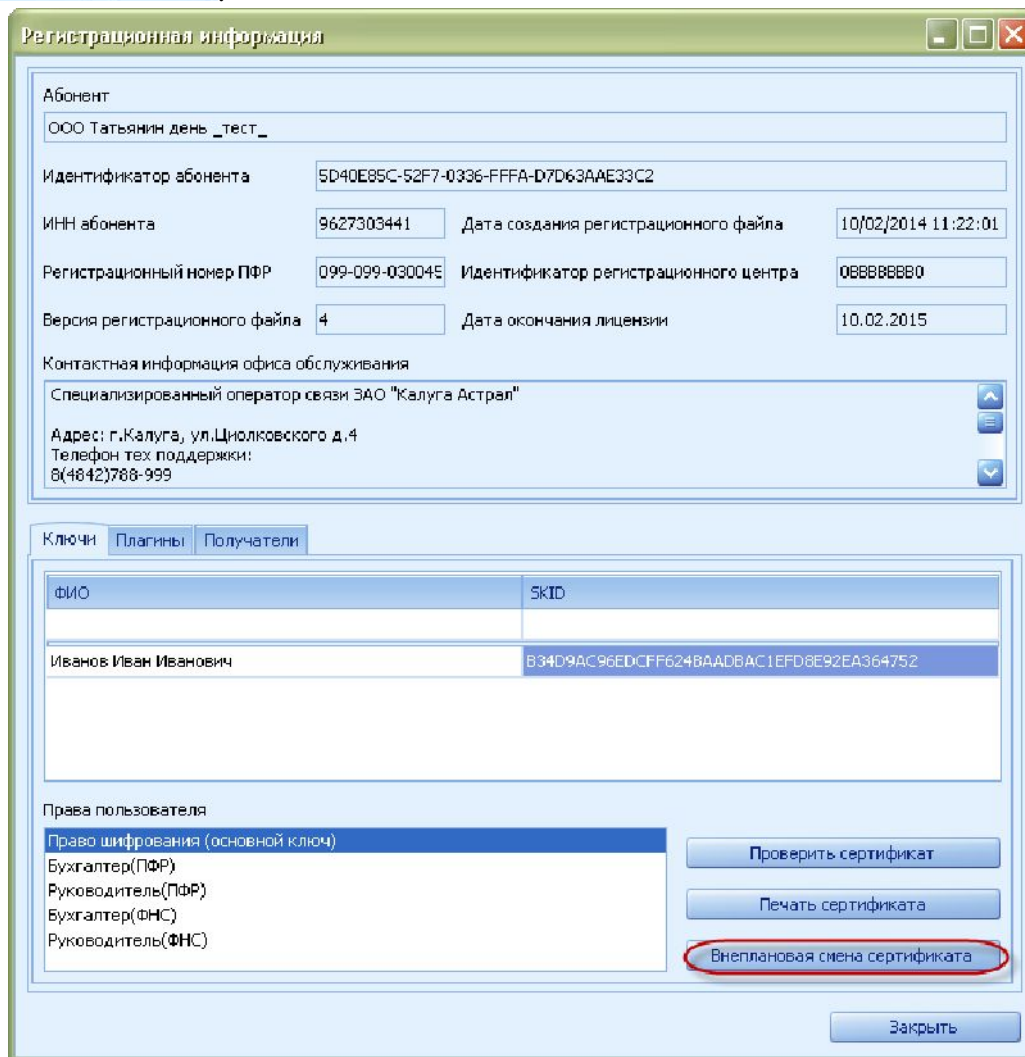 Регистрационная информация
Абонент
ООО Татьянин день _тест_
Идентификатор абонента 5D40E85C-52F7-0336-FFFA-D7D63AAE33C2
ИНН абонента 9627303441 Дата создания регистрационного файла 10/02/2014 11:22:01
Регистрационный номер ПФР 099-099-030045 Идентификатор регистрационного центра 0BBBBBBB0
Версия регистрационного файла 4 Дата окончания лицензии 10.02.2015
Контактная информация офиса обслуживания
Специализированный оператор связи ЗАО "Калуга Астрал"
Адрес: г.Калуга, ул.Циолковского д.4
Телефон тех поддержки:
8(4842)788-999
Ключи Плагины Получатели
ФИО SKID
Иванов Иван Иванович B34D9AC96EDCFF624BAADBAC1EFD8E92EA364752
Права пользователя
Право шифрования (основной ключ)
Бухгалтер(ПФР)
Руководитель(ПФР)
Бухгалтер(ФНС)
Руководитель(ФНС)
Проверить сертификат
Печать сертификата
Внеплановая смена сертификата
Закрыть